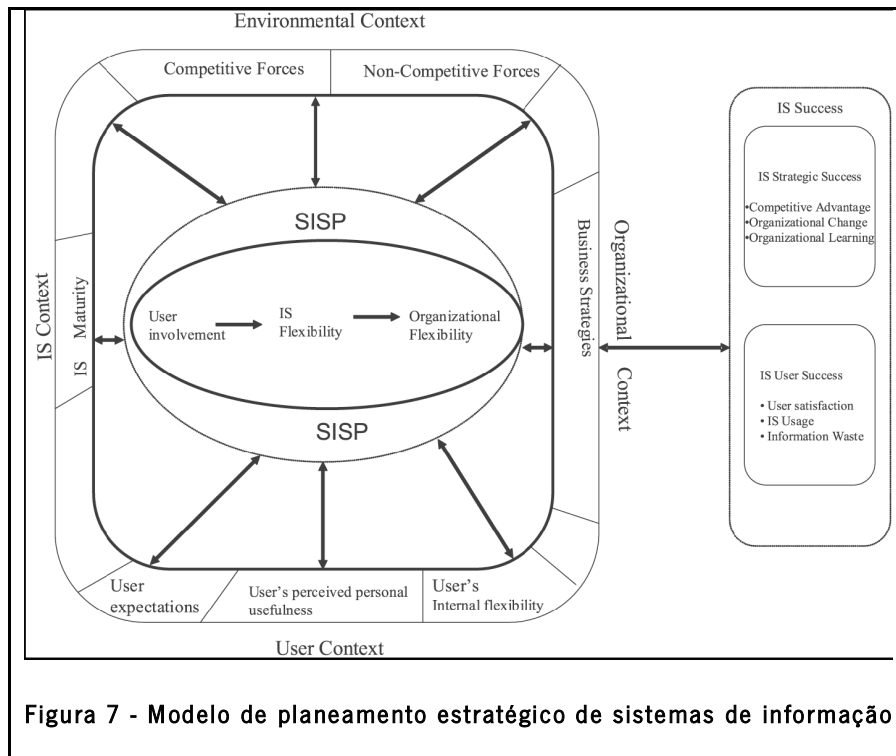 Environmental Context
Competitive Forces
Non-Competitive Forces
IS Context
IS Maturity
SISP
User
involvement
IS
Flexibility
Organizational
Flexibility
SISP
Business Strategies
Organizational Context
User
expectations
User's perceived personal
usefulness
User's
Internal flexibility
User Context
IS Success
IS Strategic Success
•Competitive Advantage
•Organizational Change
•Organizational Learning
IS User Success
• User satisfaction
• IS Usage
• Information Waste
Figura 7 - Modelo de planeamento estratégico de sistemas de informação